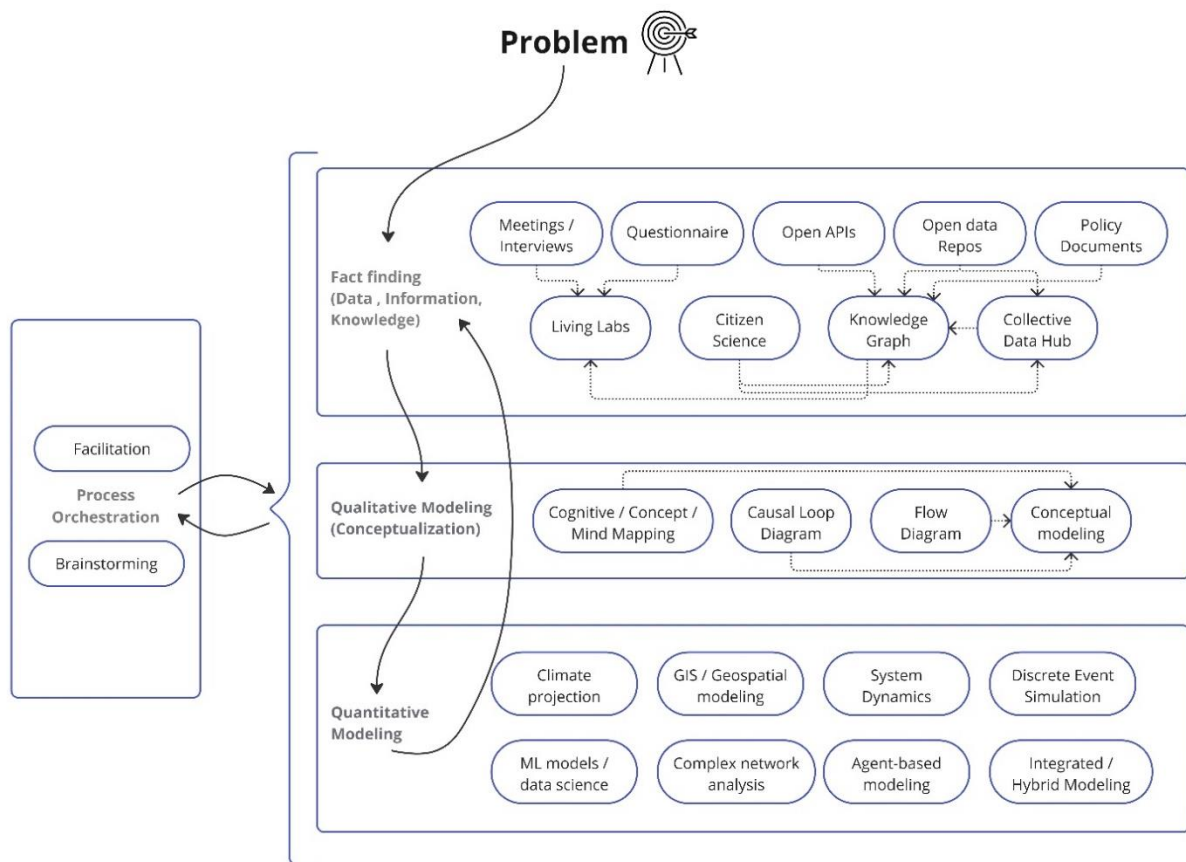 Problem
Meetings /
Interviews
Questionnaire
Open APIs
Open data
Repos
Policy
Documents
Fact finding
(Data , Information,
Knowledge)
Living Labs
Citizen
Science
Knowledge
Graph
Collective
Data Hub
Facilitation
Process
Orchestration
Brainstorming
Qualitative Modeling
(Conceptualization)
Cognitive / Concept /
Mind Mapping
Causal Loop
Diagram
Flow
Diagram
Conceptual
modeling
Quantitative
Modeling
Climate
projection
GIS / Geospatial
modeling
System
Dynamics
Discrete Event
Simulation
ML models /
data science
Complex network
analysis
Agent-based
modeling
Integrated /
Hybrid Modeling